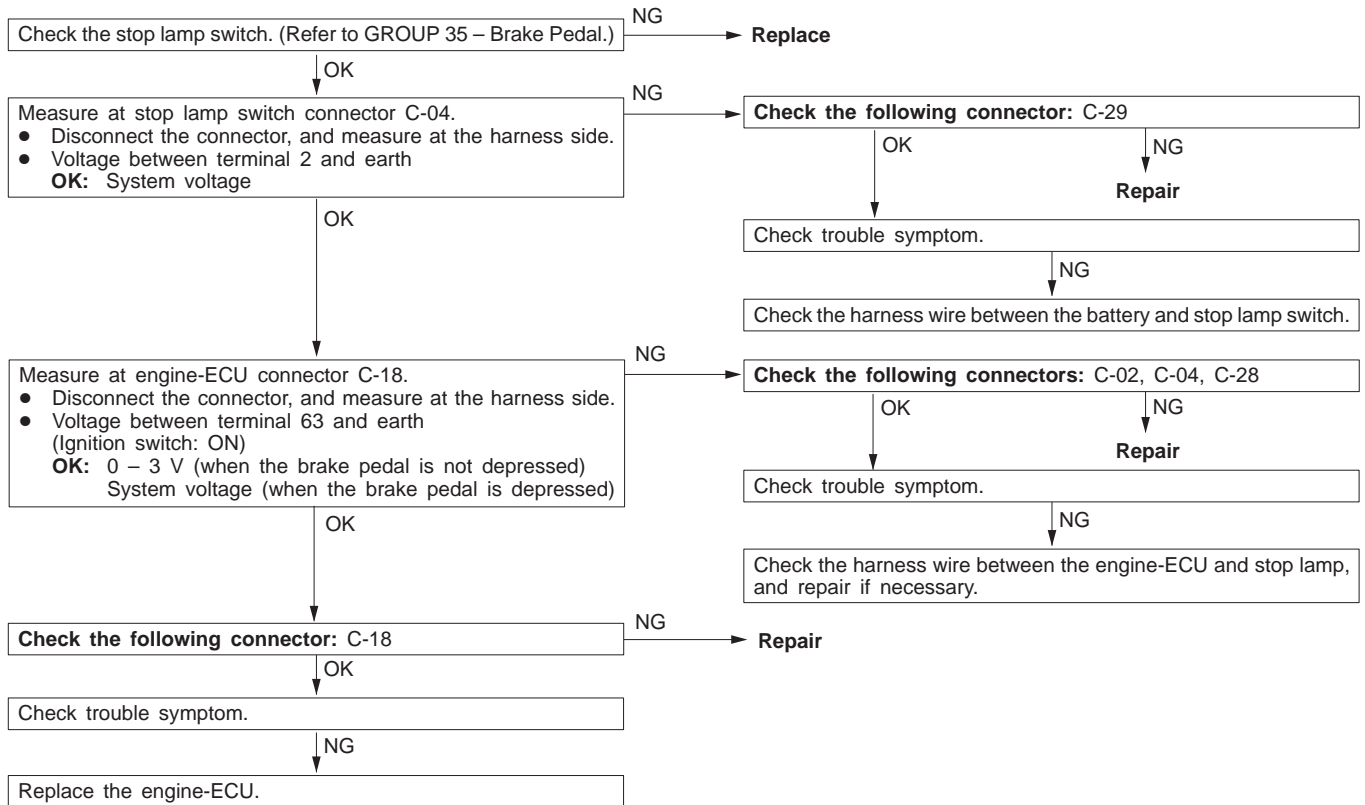 Check the stop lamp switch. (Refer to GROUP 35 – Brake Pedal.)
NG
Replace
OK
Measure at stop lamp switch connector C-04.
● Disconnect the connector, and measure at the harness side.
● Voltage between terminal 2 and earth
OK: System voltage
NG
Check the following connector: C-29
OK
NG
Repair
Check trouble symptom.
NG
Check the harness wire between the battery and stop lamp switch.
OK
Measure at engine-ECU connector C-18.
● Disconnect the connector, and measure at the harness side.
● Voltage between terminal 63 and earth
(Ignition switch: ON)
OK: 0 – 3 V (when the brake pedal is not depressed)
System voltage (when the brake pedal is depressed)
NG
Check the following connectors: C-02, C-04, C-28
OK
NG
Repair
Check trouble symptom.
NG
Check the harness wire between the engine-ECU and stop lamp,
and repair if necessary.
OK
Check the following connector: C-18
NG
Repair
OK
Check trouble symptom.
NG
Replace the engine-ECU.